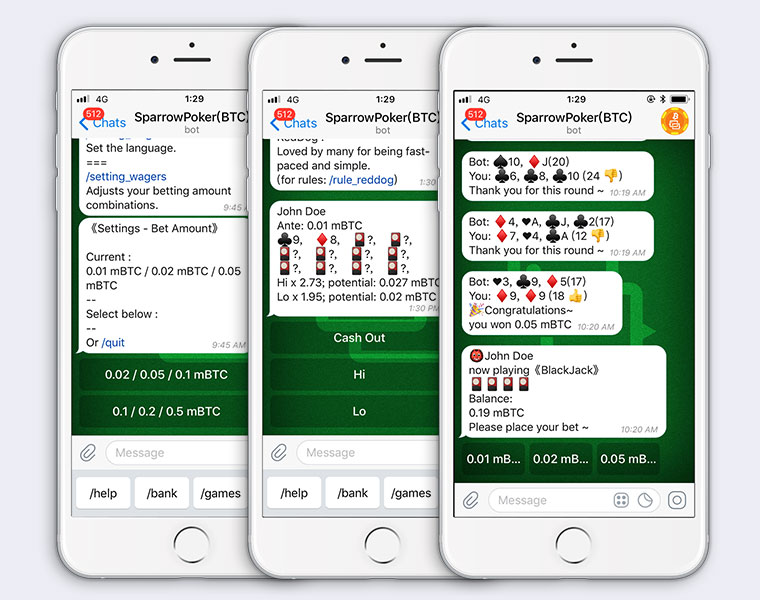 4G
1:29
512
Chats
SparrowPoker(BTC)
bot
Set the language.
===
/setting_wagers
Adjusts your betting amount
combinations.
9:45
《Settings - Bet Amount》
Current :
0.01 mBTC / 0.02 mBTC / 0.05
mBTC
--
Select below :
--
Or /quit
9:45 AM
0.02 / 0.05 / 0.1 mBTC
0.1 / 0.2 / 0.5 mBTC
Message
/help
/bank
/games
4G
1:29
512
Chats
SparrowPoker(BTC)
bot
RedDog :
Loved by many for being fast-
paced and simple.
(for rules: /rule_reddog)
1:30
John Doe
Ante: 0.01 mBTC
♣9, ♦8, 🎴?, 🎴?,
🎴?, 🎴?, 🎴?, 🎴?,
🎴?, 🎴?, 🎴?, 🎴?,
Hi x 2.73; potential: 0.027 mBTC
Lo x 1.95; potential: 0.02 mBTC
1:30 PM
Cash Out
Hi
Lo
Message
/help
/bank
/games
4G
1:29
512
Chats
SparrowPoker(BTC)
bot
Bot: ♠10, ♦J(20)
You: ♣6, ♣8, ♣10 (24 👎)
Thank you for this round ~
10:19 AM
Bot: ♦4, ♥A, ♣J, ♣2(17)
You: ♦7, ♥4, ♣A (12 👎)
Thank you for this round ~
10:19 AM
Bot: ♥3, ♣9, ♦5(17)
You: ♦9, ♦9 (18 👍)
🎉Congratulations~
you won 0.05 mBTC
10:20 AM
👹John Doe
now playing《BlackJack》
🎴🎴🎴🎴
Balance:
0.19 mBTC
Please place your bet ~
10:20 AM
0.01 mB...
0.02 mB...
0.05 mB...
Message